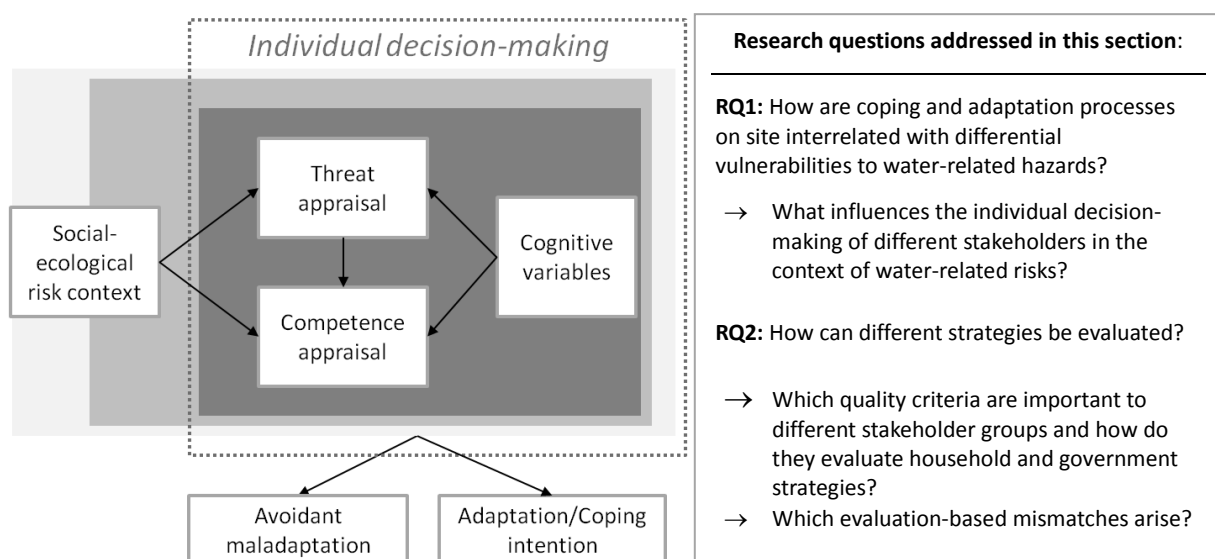 Individual decision-making
Threat
appraisal
Social-
ecological
risk context
Cognitive
variables
Competence
appraisal
Avoidant
maladaptation
Adaptation/Coping
intention
Research questions addressed in this section:
RQ1: How are coping and adaptation processes
on site interrelated with differential
vulnerabilities to water-related hazards?
→ What influences the individual decision-
making of different stakeholders in the
context of water-related risks?
RQ2: How can different strategies be evaluated?
→ Which quality criteria are important to
different stakeholder groups and how do
they evaluate household and government
strategies?
→ Which evaluation-based mismatches arise?